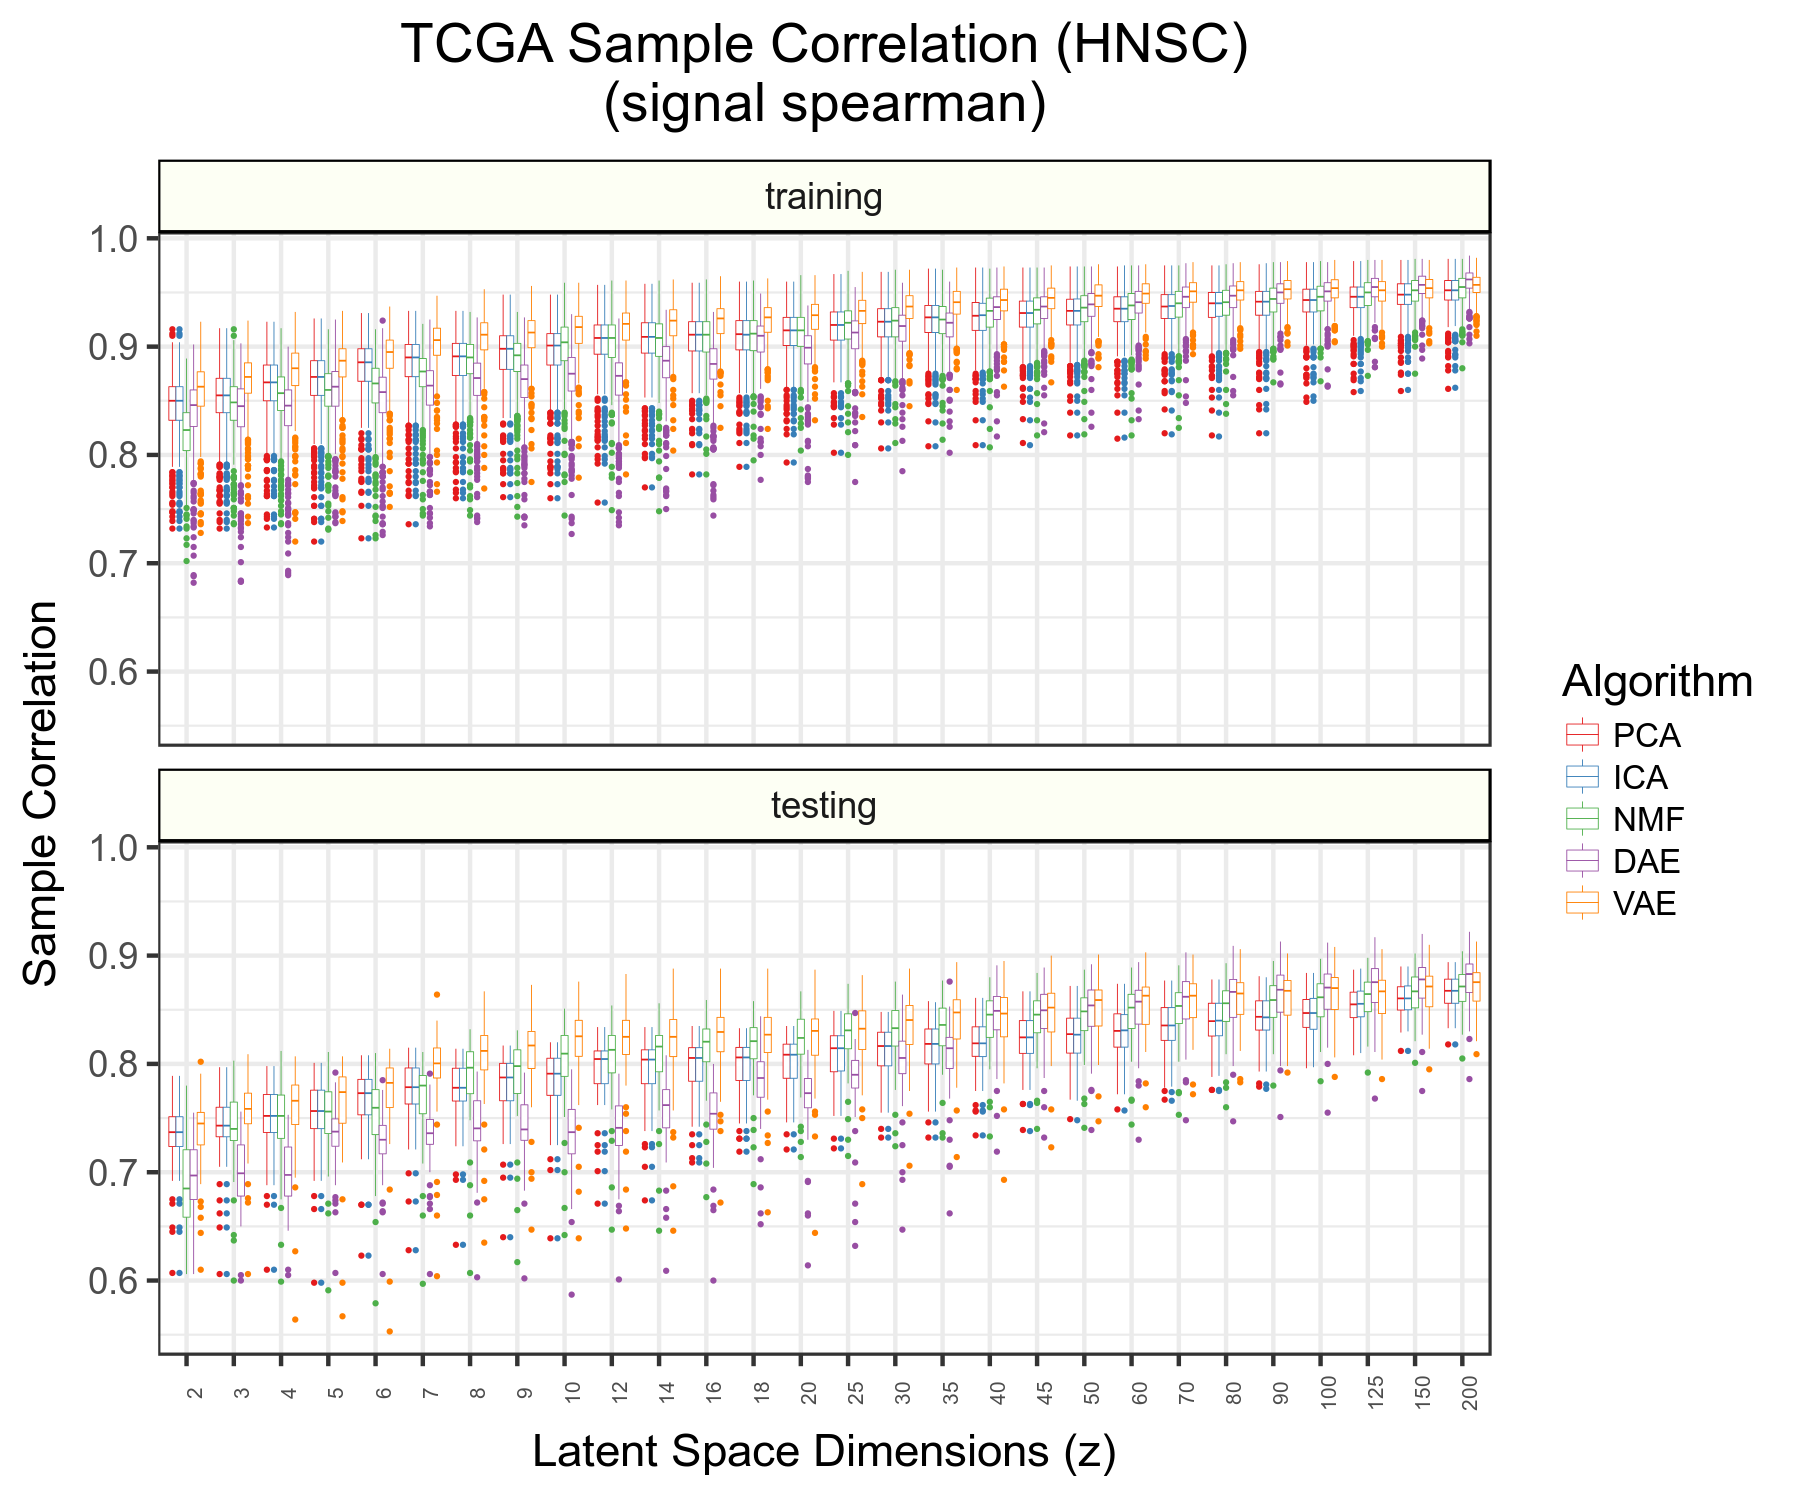 TCGA Sample Correlation (HNSC)
(signal spearman)
training
1.0
0.9
0.8
0.7
0.6
testing
1.0
0.9
0.8
0.7
0.6
Sample Correlation
2 3 4 5 6 7 8 9 10 12 14 16 18 20 25 30 35 40 45 50 60 70 80 90 100 125 150 200
Latent Space Dimensions (z)
Algorithm
PCA
ICA
NMF
DAE
VAE